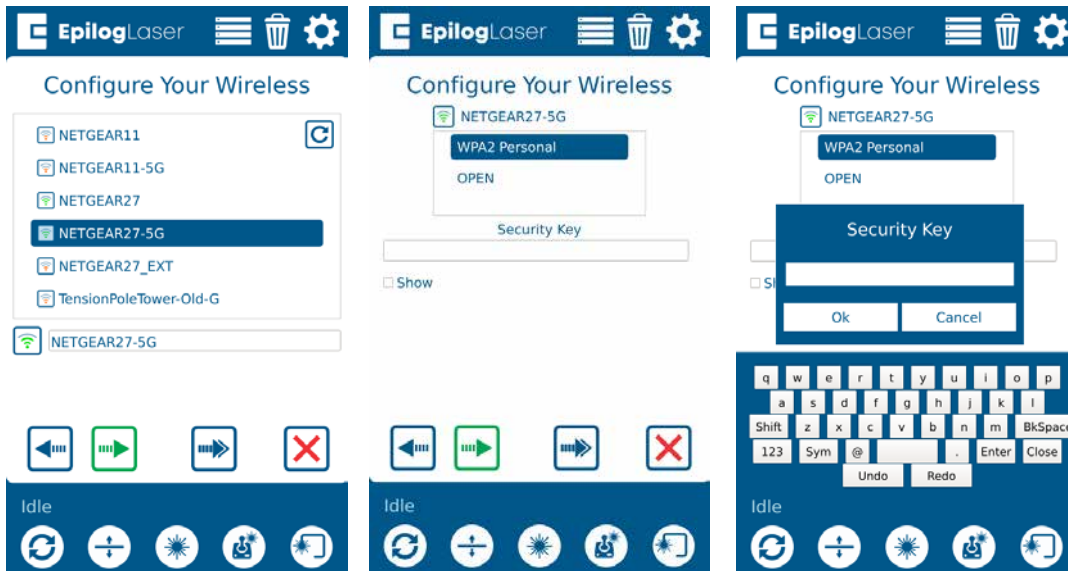 EpilogLaser
Configure Your Wireless
NETGEAR11
NETGEAR11-5G
NETGEAR27
NETGEAR27-5G
NETGEAR27_EXT
TensionPoleTower-Old-G
NETGEAR27-5G
Idle
EpilogLaser
Configure Your Wireless
NETGEAR27-5G
WPA2 Personal
OPEN
Security Key
Show
Idle
EpilogLaser
Configure Your Wireless
NETGEAR27-5G
WPA2 Personal
OPEN
Security Key
Ok Cancel
q w e r t y u i o p
a s d f g h j k l
Shift z x c v b n m BkSpace
123 Sym @ . Enter Close
Undo Redo
Idle